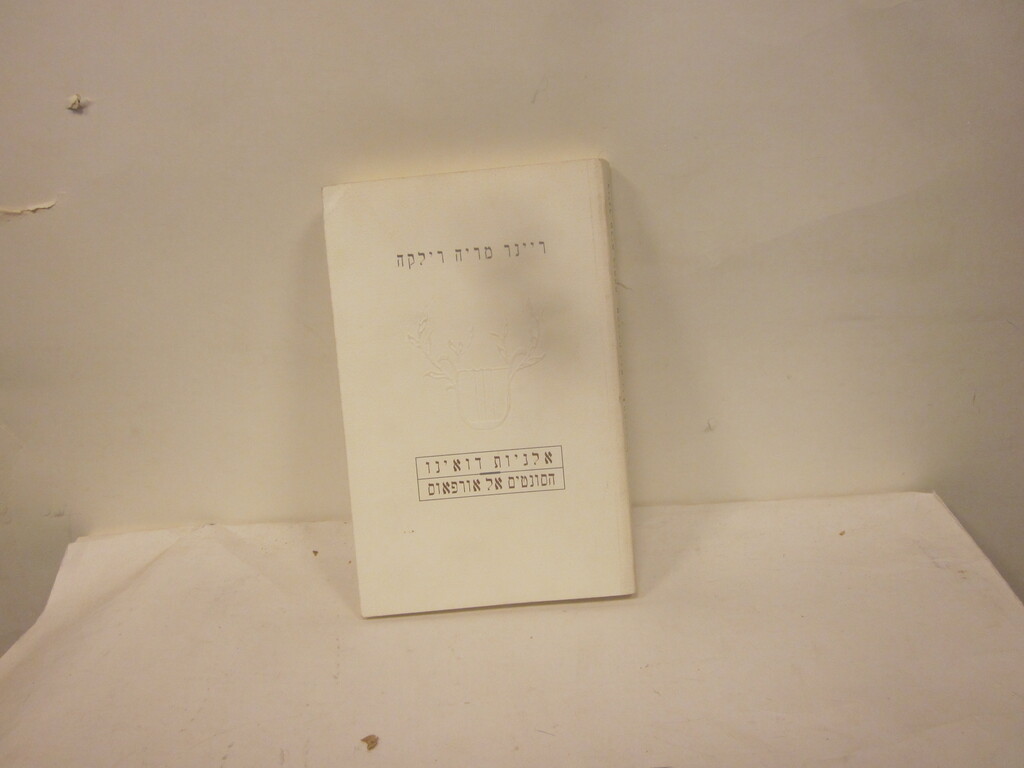 ריינר מריה רילקה
אלגיות דואינו
הסונטים אל אורפאוס